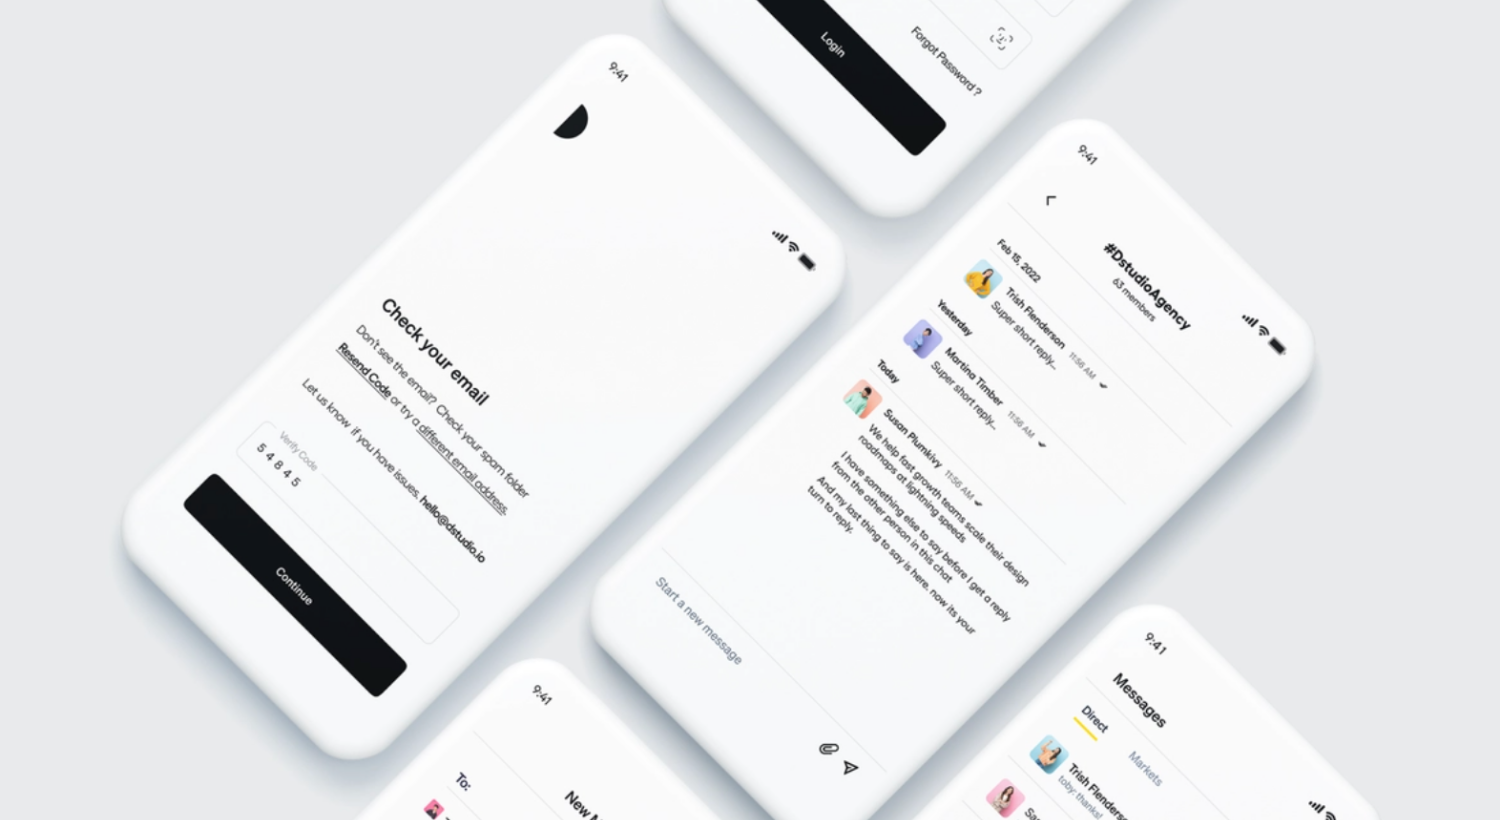 Login
Forgot Password ?
9:41
Check your email
Don't see the email? Check your spam folder
Resend Code or try a different email address.
Let us know if you have issues, hello@dstudio.io
Verify Code
5 4 8 4 5
Continue
9:41
#DstudioAgency
63 members
Feb 15, 2022
Trish Flenderson 11:56 AM
Super short reply...
Yesterday
Martina Timber 11:56 AM
Super short reply...
Today
Susan Plumkivy 11:56 AM
We help fast growth teams scale their design
roadmaps at lightning speeds
I have something else to say before I get a reply
from the other person in this chat
And my last thing to say is here. now its your
turn to reply.
Start a new message
9:41
To:
New
9:41
Messages
Direct
Markets
Trish Flenders
toby: thanks!